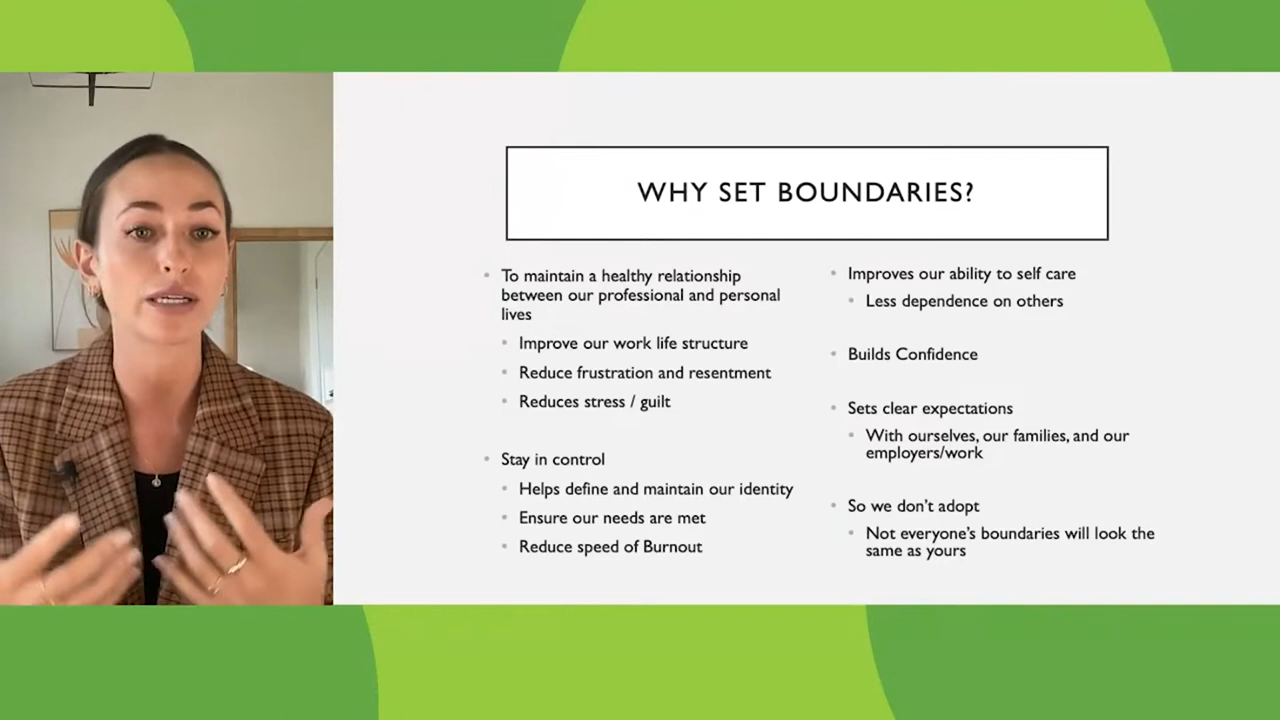 WHY SET BOUNDARIES?
To maintain a healthy relationship
between our professional and personal
lives
Improve our work life structure
Reduce frustration and resentment
Reduces stress / guilt
Stay in control
Helps define and maintain our identity
Ensure our needs are met
Reduce speed of Burnout
Improves our ability to self care
Less dependence on others
Builds Confidence
Sets clear expectations
With ourselves, our families, and our
employers/work
So we don't adopt
Not everyone's boundaries will look the
same as yours